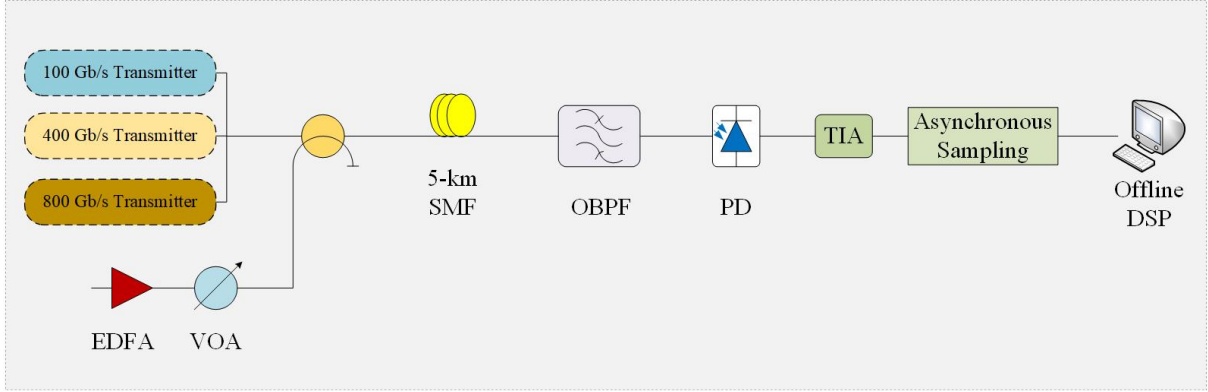 100 Gb/s Transmitter
400 Gb/s Transmitter
800 Gb/s Transmitter
EDFA
VOA
5-km
SMF
OBPF
PD
TIA
Asynchronous
Sampling
Offline
DSP